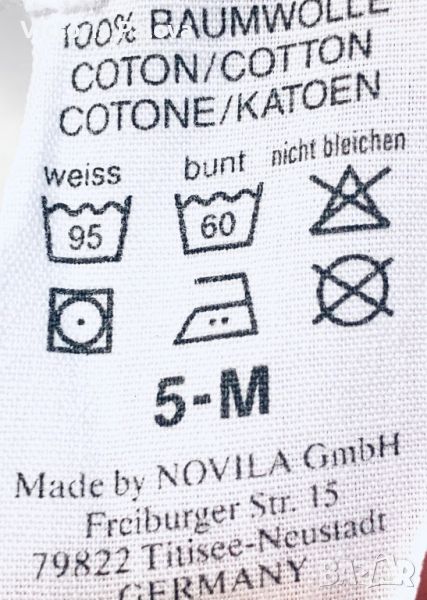 100% BAUMWOLLE
COTON/COTTON
COTONE/KATOEN
weiss bunt nicht bleichen
95 60
5-M
Made by NOVILA GmbH
Freiburger Str. 15
79822 Titisee-Neustadt
GERMANY